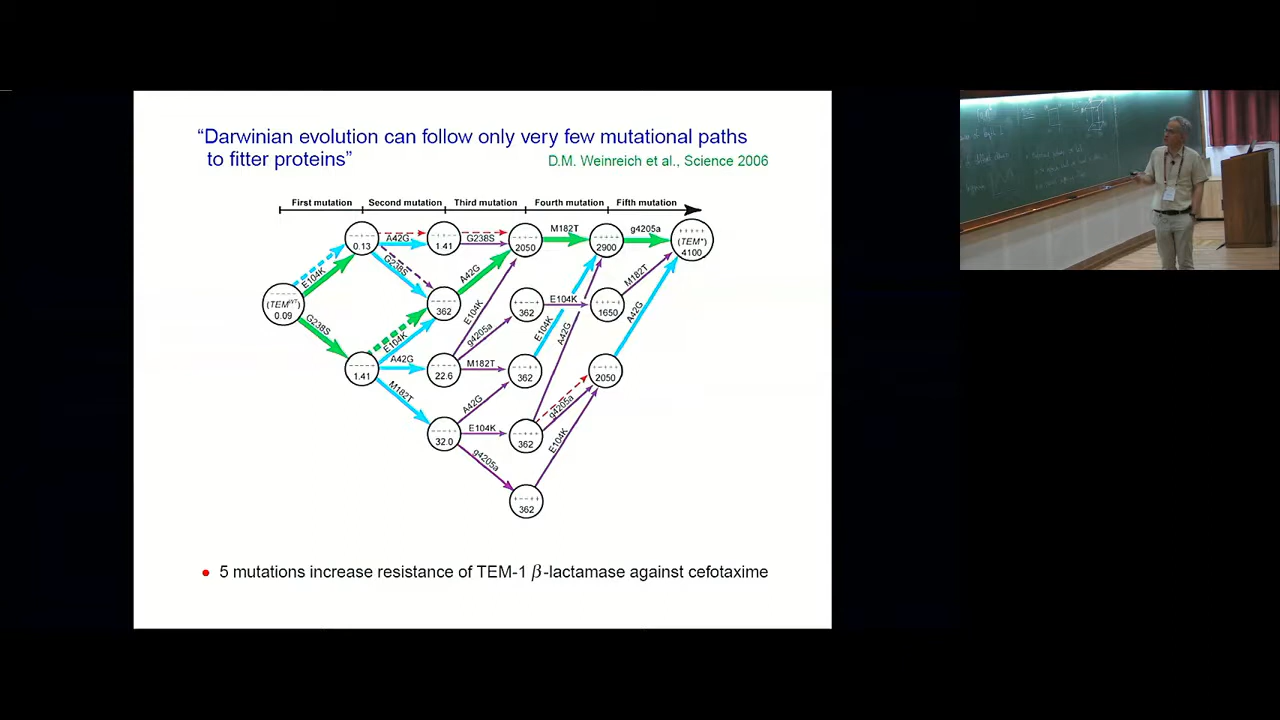 “Darwinian evolution can follow only very few mutational paths
to fitter proteins”
D.M. Weinreich et al., Science 2006
First mutation
Second mutation
Third mutation
Fourth mutation
Fifth mutation
(TEMᵂᵀ)
0.09
E104K
G238S
0.13
A42G
G238S
1.41
G238S
2050
M182T
2900
g4205a
+++++
(TEM*)
4100
362
A42G
E104K
E104K
g4205a
362
E104K
1650
M182T
1.41
E104K
A42G
M182T
22.6
M182T
362
E104K
A42G
2050
A42G
32.0
A42G
E104K
g4205a
362
g4205a
E104K
362
• 5 mutations increase resistance of TEM-1 β-lactamase against cefotaxime